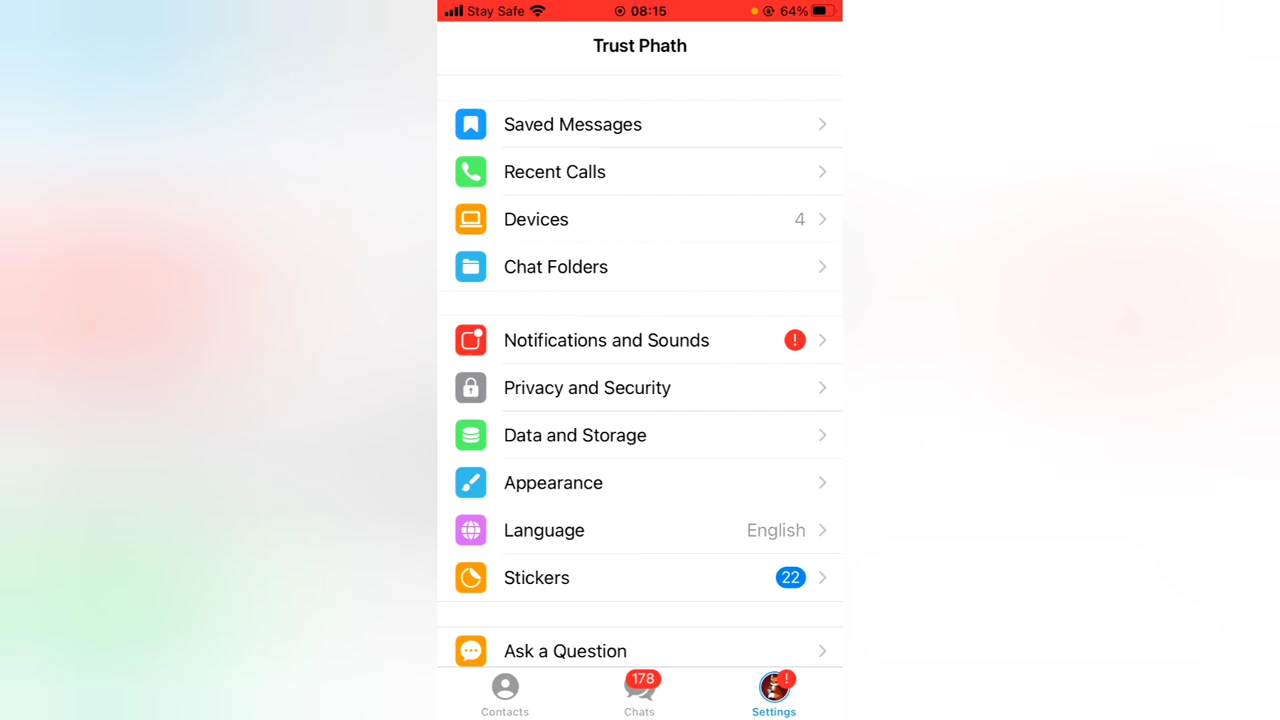 Stay Safe 08:15 64%
Trust Phath
Saved Messages
Recent Calls
Devices 4
Chat Folders
Notifications and Sounds !
Privacy and Security
Data and Storage
Appearance
Language English
Stickers 22
Ask a Question
178 !
Contacts Chats Settings